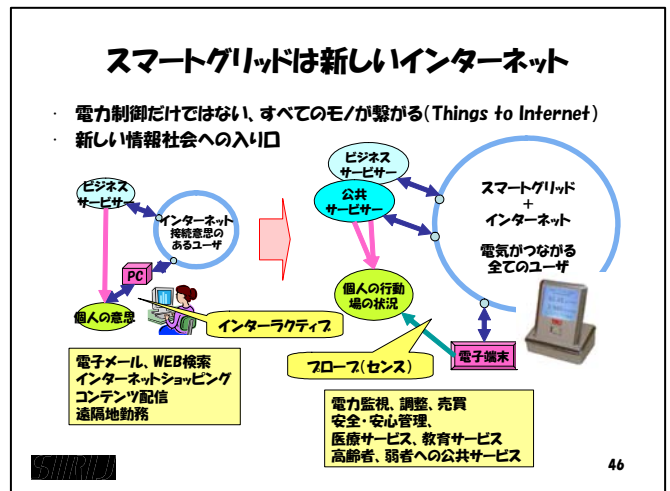 スマートグリッドは新しいインターネット
・ 電力制御だけではない、すべてのモノが繋がる(Things to Internet)
・ 新しい情報社会への入り口
ビジネス
サービサー
インターネット
接続意思の
あるユーザ
PC
個人の意思
インターラクティブ
電子メール、WEB検索
インターネットショッピング
コンテンツ配信
遠隔地勤務
ビジネス
サービサー
公共
サービサー
スマートグリッド
+
インターネット
電気がつながる
全てのユーザ
個人の行動
場の状況
プローブ(センス)
電子端末
電力監視、調整、売買
安全・安心管理、
医療サービス、教育サービス
高齢者、弱者への公共サービス
46